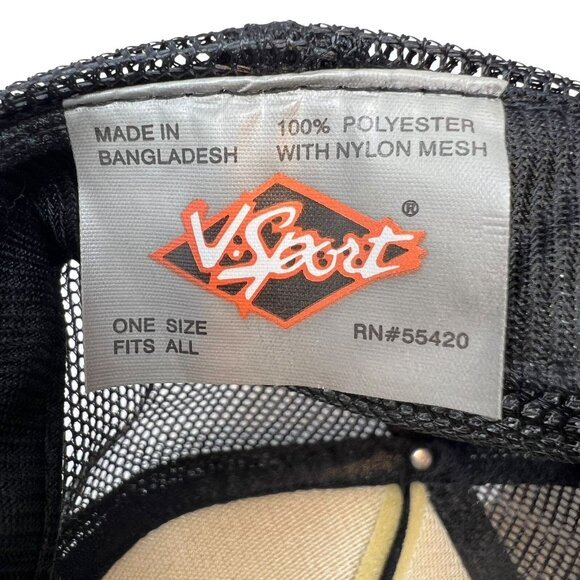 MADE IN
BANGLADESH
100% POLYESTER
WITH NYLON MESH
V·Sport ®
ONE SIZE
FITS ALL
RN#55420